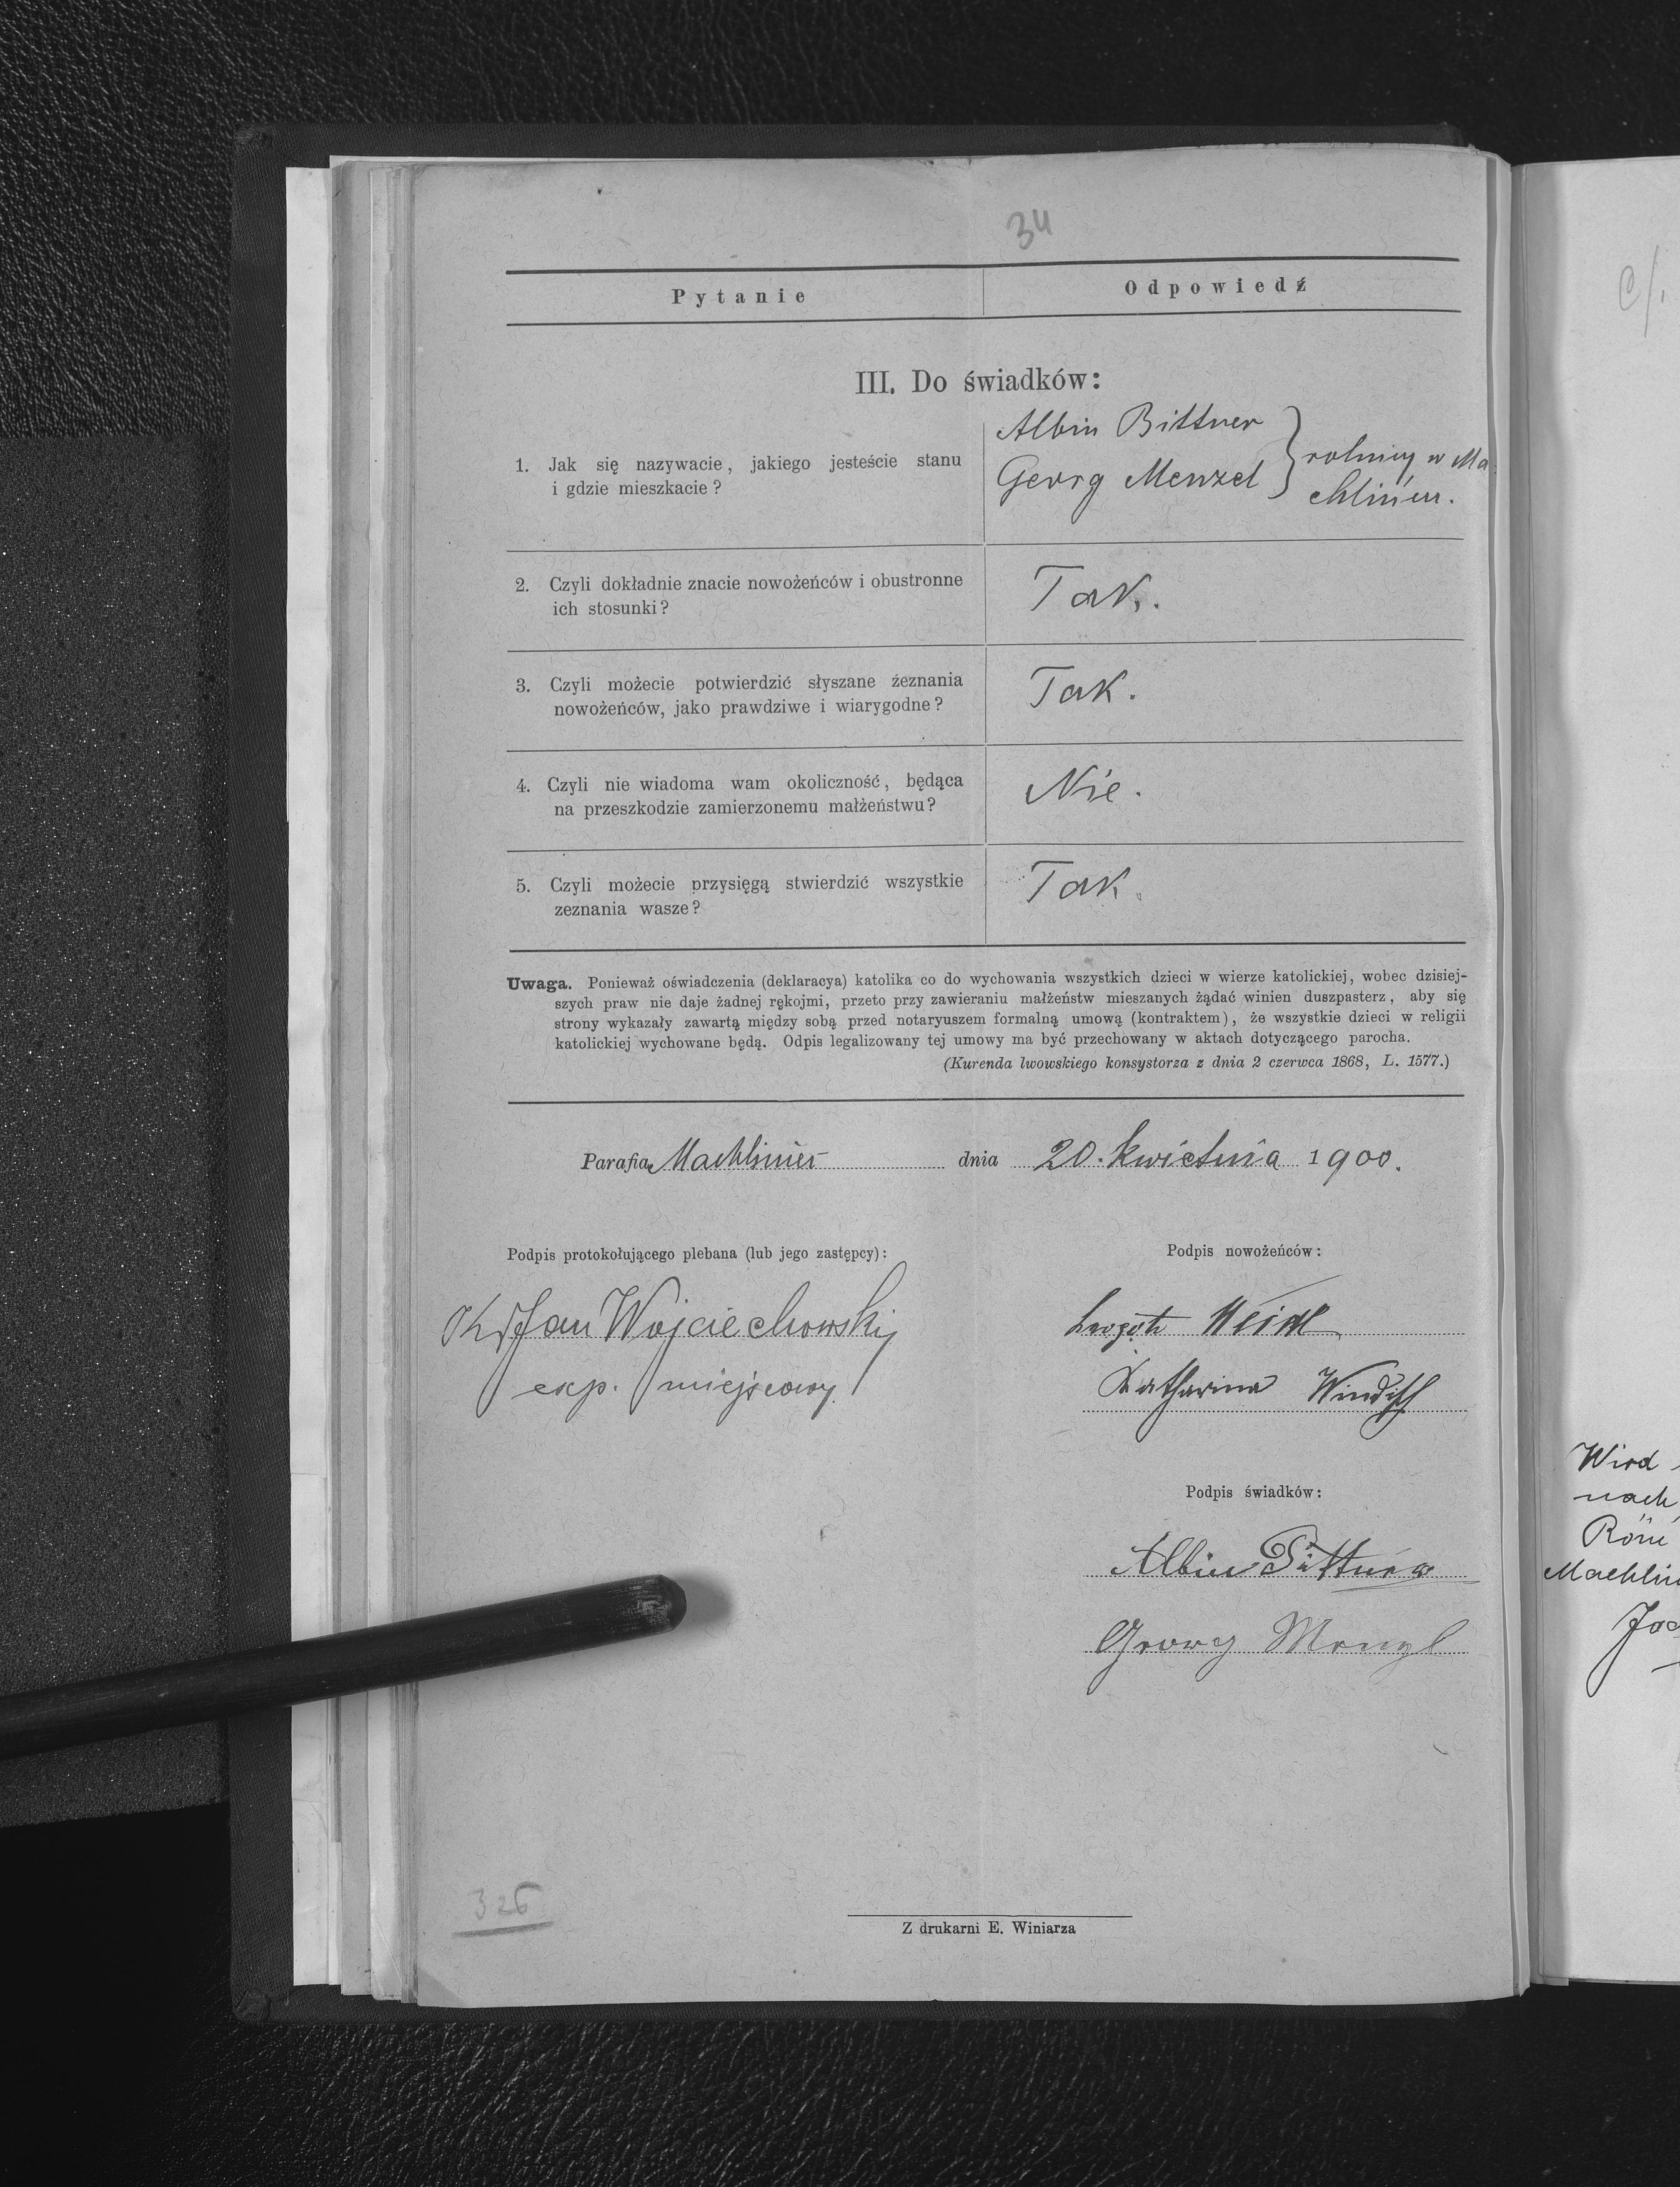 34
Pytanie Odpowiedź
III. Do świadków:
1. Jak się nazywacie, jakiego jesteście stanu
i gdzie mieszkacie?
Albin Bittner
Georg Menzel
rolnicy w Ma
chlińcu.
2. Czyli dokładnie znacie nowożeńców i obustronne
ich stosunki?
Tak.
3. Czyli możecie potwierdzić słyszane źeznania
nowożeńców, jako prawdziwe i wiarygodne?
Tak.
4. Czyli nie wiadoma wam okoliczność, będąca
na przeszkodzie zamierzonemu małżeństwu?
Nie.
5. Czyli możecie przysięgą stwierdzić wszystkie
zeznania wasze?
Tak.
Uwaga. Ponieważ oświadczenia (deklaracya) katolika co do wychowania wszystkich dzieci w wierze katolickiej, wobec dzisiej-
szych praw nie daje żadnej rękojmi, przeto przy zawieraniu małżeństw mieszanych żądać winien duszpasterz, aby się
strony wykazały zawartą między sobą przed notaryuszem formalną umową (kontraktem), że wszystkie dzieci w religii
katolickiej wychowane będą. Odpis legalizowany tej umowy ma być przechowany w aktach dotyczącego parocha.
(Kurenda lwowskiego konsystorza z dnia 2 czerwca 1868, L. 1577.)
Parafia Machliniec dnia 20. kwietnia 1900.
Podpis protokołującego plebana (lub jego zastępcy):
X Jan Wojciechowski
exp. miejscowy
Podpis nowożeńców:
Weidl
Katharina Windisch
Podpis świadków:
Albin Bittner
Georg Menzl
326
Z drukarni E. Winiarza
Wird
nach
Machlin